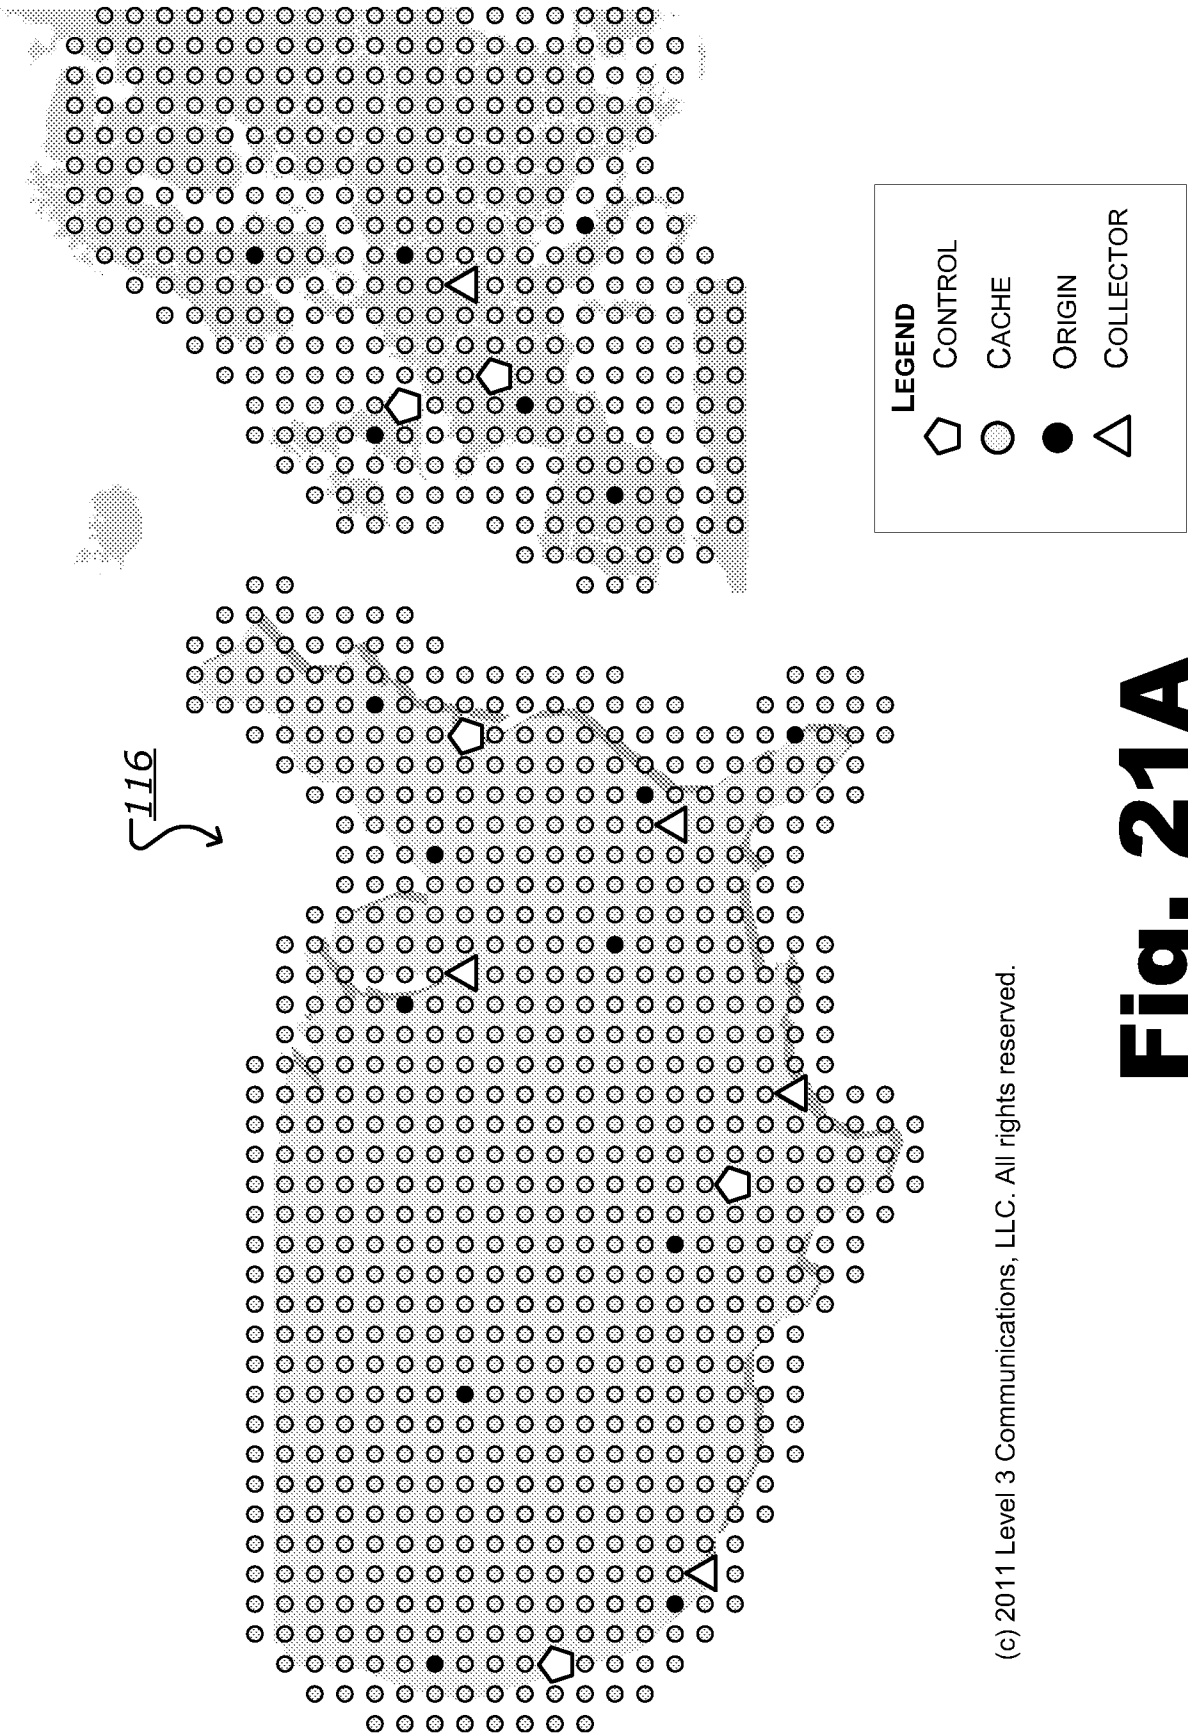 116
LEGEND
CONTROL
CACHE
ORIGIN
COLLECTOR
(c) 2011 Level 3 Communications, LLC. All rights reserved.
Fig. 21A